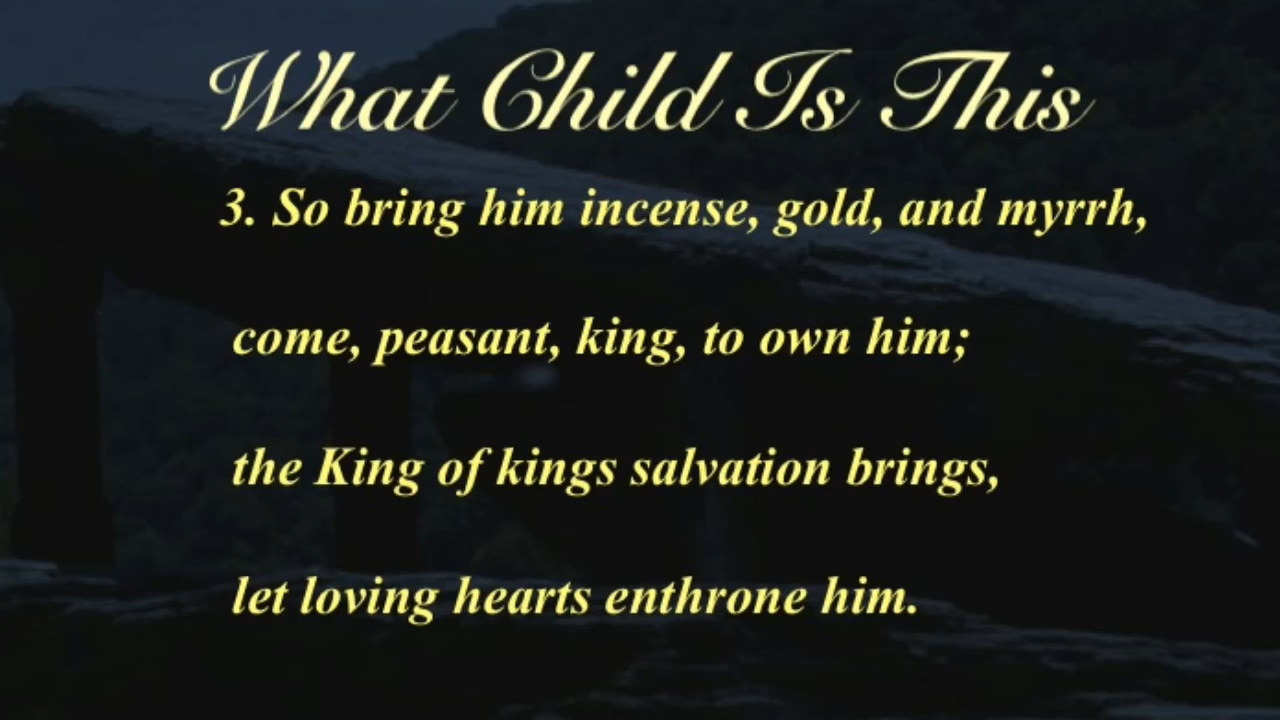 What Child Is This
3. So bring him incense, gold, and myrrh,
come, peasant, king, to own him;
the King of kings salvation brings,
let loving hearts enthrone him.